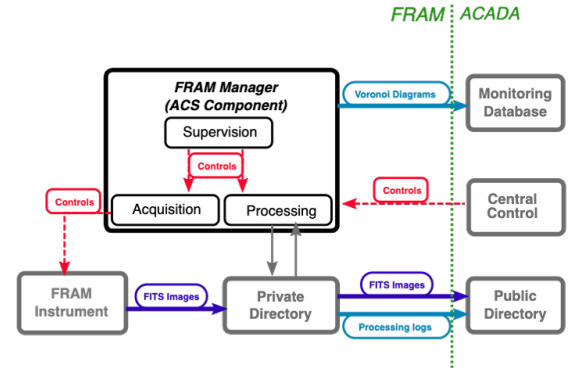 FRAM ACADA
FRAM Manager
(ACS Component)
Voronoi Diagrams
Monitoring
Database
Supervision
Controls
Controls
Controls
Acquisition
Processing
Central
Control
FRAM
Instrument
FITS Images
Private
Directory
FITS Images
Processing logs
Public
Directory